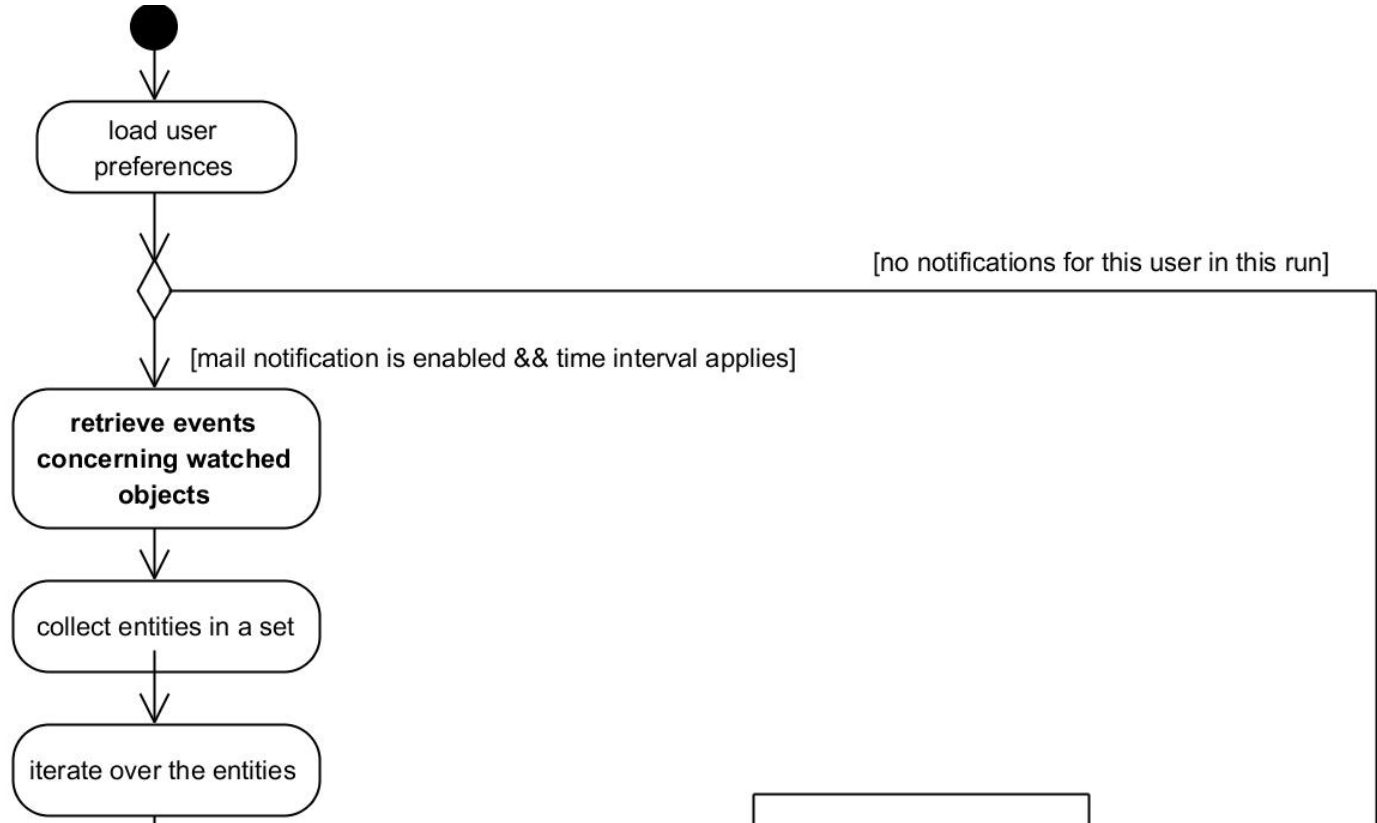 load user
preferences
[no notifications for this user in this run]
[mail notification is enabled && time interval applies]
retrieve events
concerning watched
objects
collect entities in a set
iterate over the entities